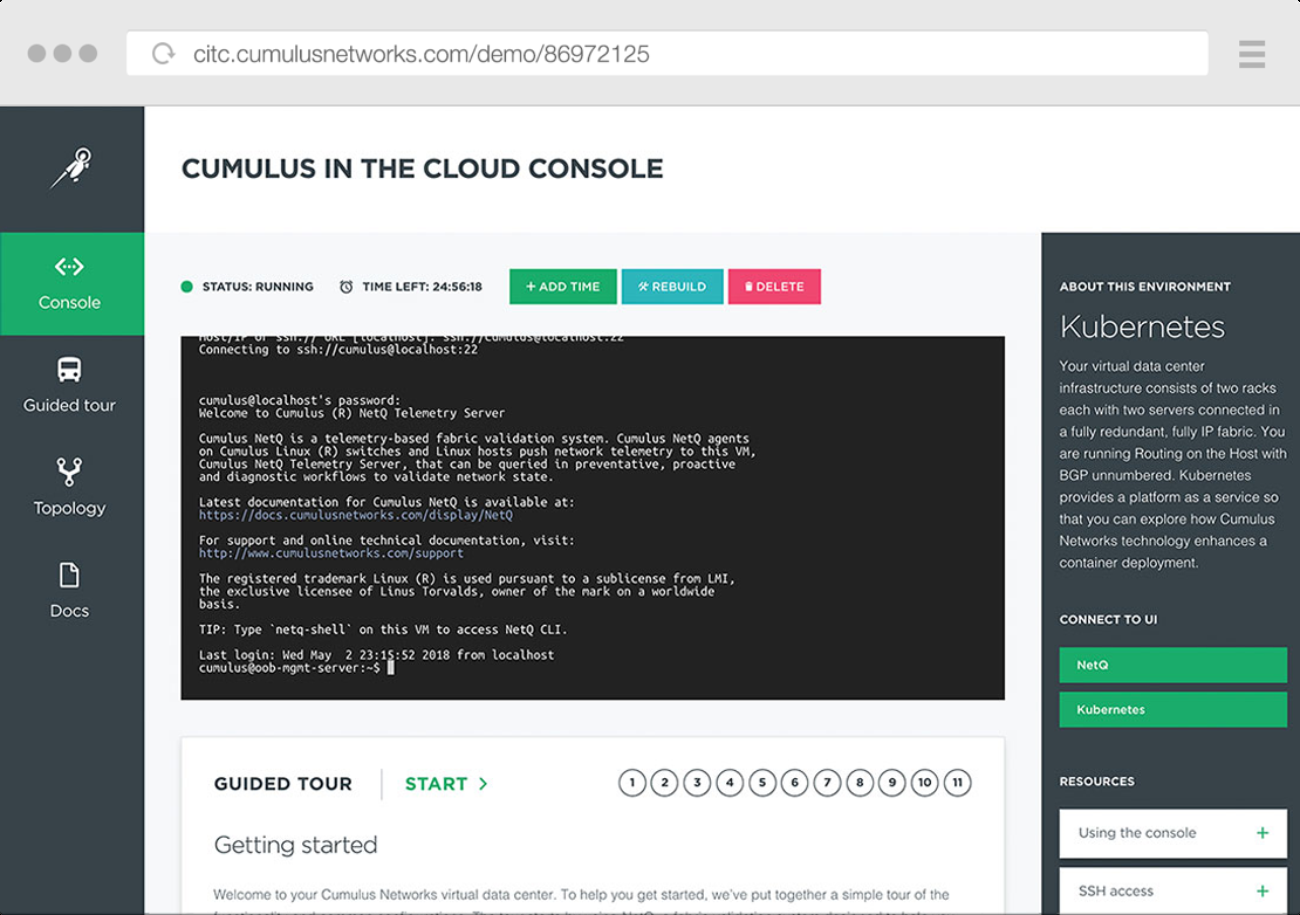 citc.cumulusnetworks.com/demo/86972125
CUMULUS IN THE CLOUD CONSOLE
Console
Guided tour
Topology
Docs
STATUS: RUNNING
TIME LEFT: 24:56:18
+ ADD TIME
REBUILD
DELETE
Host/IP or ssh:// URL [localhost]: ssh://cumulus@localhost:22
Connecting to ssh://cumulus@localhost:22
cumulus@localhost's password:
Welcome to Cumulus (R) NetQ Telemetry Server
Cumulus NetQ is a telemetry-based fabric validation system. Cumulus NetQ agents
on Cumulus Linux (R) switches and Linux hosts push network telemetry to this VM,
Cumulus NetQ Telemetry Server, that can be queried in preventative, proactive
and diagnostic workflows to validate network state.
Latest documentation for Cumulus NetQ is available at:
https://docs.cumulusnetworks.com/display/NetQ
For support and online technical documentation, visit:
http://www.cumulusnetworks.com/support
The registered trademark Linux (R) is used pursuant to a sublicense from LMI,
the exclusive licensee of Linus Torvalds, owner of the mark on a worldwide
basis.
TIP: Type `netq-shell` on this VM to access NetQ CLI.
Last login: Wed May  2 23:15:52 2018 from localhost
cumulus@oob-mgmt-server:~$
GUIDED TOUR
START >
1 2 3 4 5 6 7 8 9 10 11
Getting started
Welcome to your Cumulus Networks virtual data center. To help you get started, we've put together a simple tour of the
ABOUT THIS ENVIRONMENT
Kubernetes
Your virtual data center
infrastructure consists of two racks
each with two servers connected in
a fully redundant, fully IP fabric. You
are running Routing on the Host with
BGP unnumbered. Kubernetes
provides a platform as a service so
that you can explore how Cumulus
Networks technology enhances a
container deployment.
CONNECT TO UI
NetQ
Kubernetes
RESOURCES
Using the console +
SSH access +